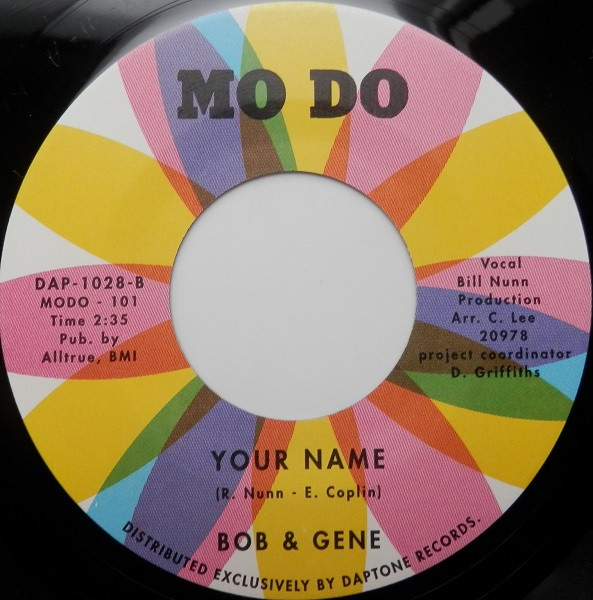 MO DO
DAP-1028-B
MODO - 101
Time 2:35
Pub. by
Alltrue, BMI
Vocal
Bill Nunn
Production
Arr. C. Lee
20978
project coordinator
D. Griffiths
YOUR NAME
(R. Nunn - E. Coplin)
BOB & GENE
DISTRIBUTED EXCLUSIVELY BY DAPTONE RECORDS.